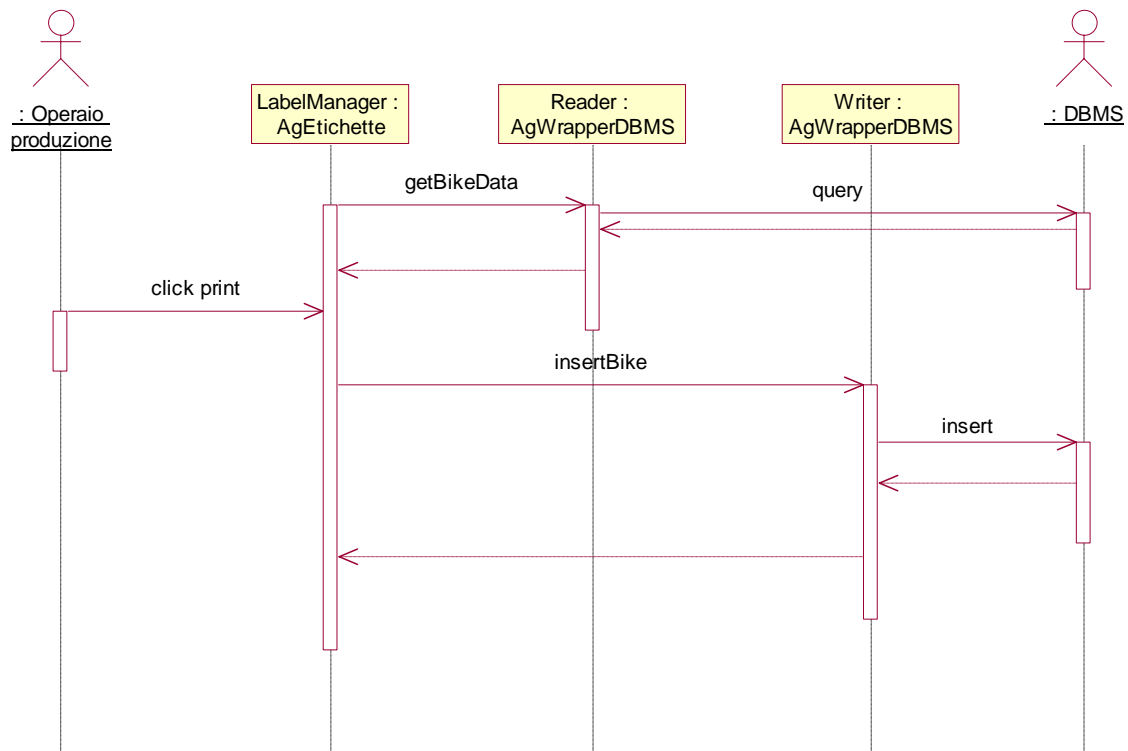 : Operaio
produzione
LabelManager :
AgEtichette
Reader :
AgWrapperDBMS
Writer :
AgWrapperDBMS
: DBMS
getBikeData
query
click print
insertBike
insert